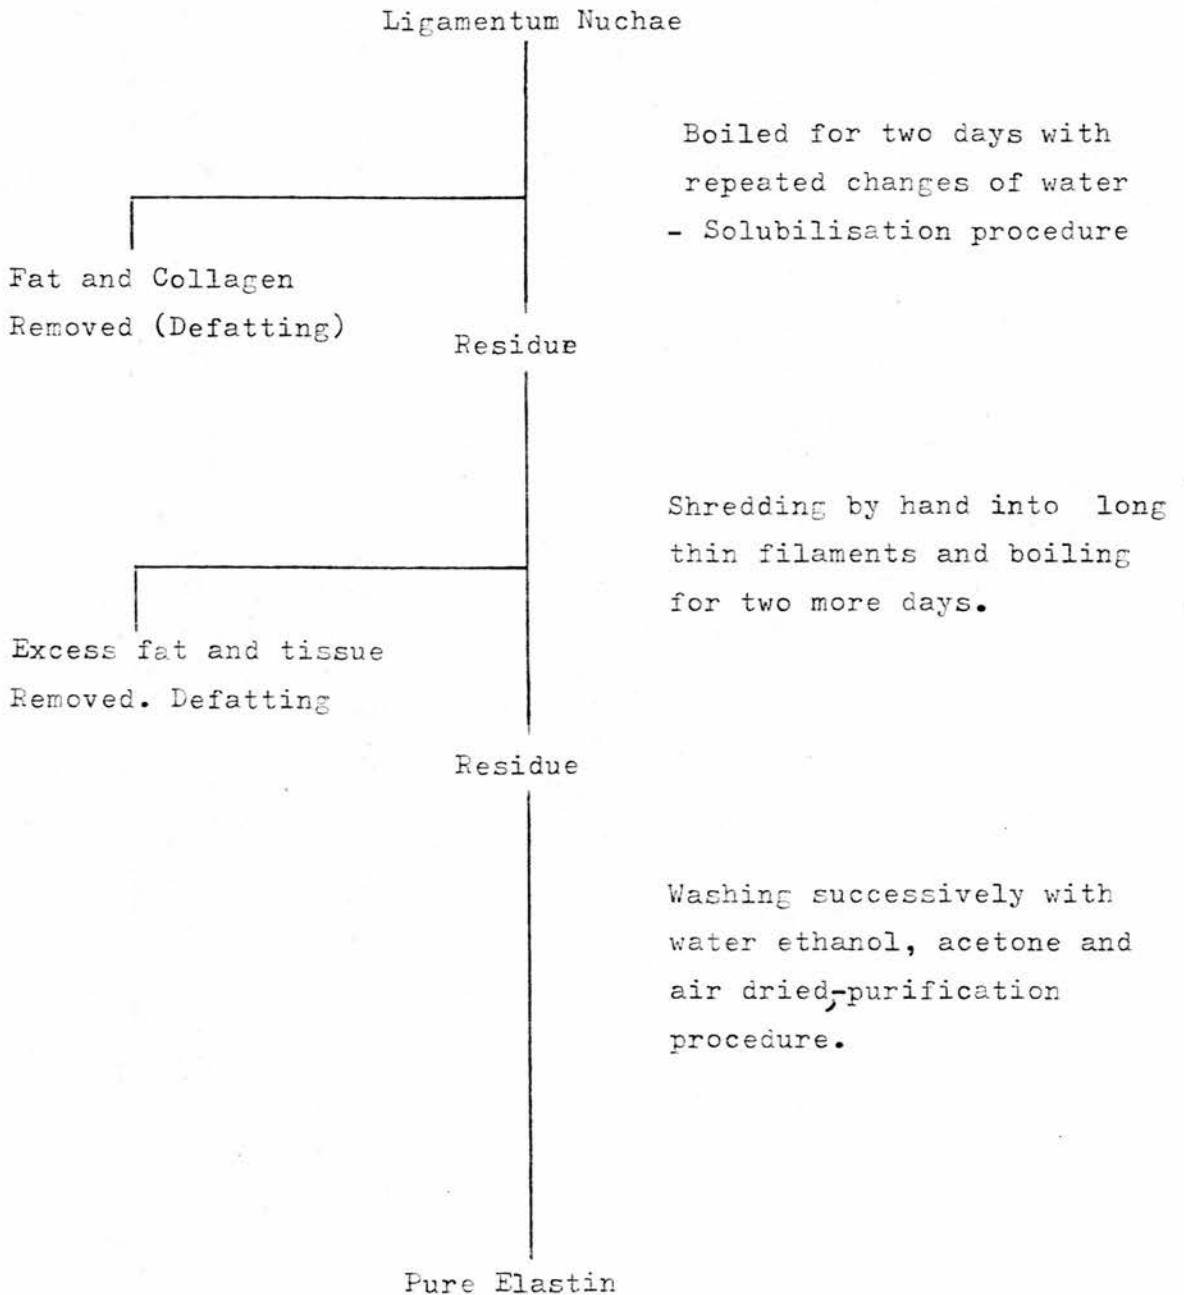 Ligamentum Nuchae
Boiled for two days with
repeated changes of water
- Solubilisation procedure
Fat and Collagen
Removed (Defatting)
Residue
Shredding by hand into long
thin filaments and boiling
for two more days.
Excess fat and tissue
Removed. Defatting
Residue
Washing successively with
water ethanol, acetone and
air dried,-purification
procedure.
Pure Elastin